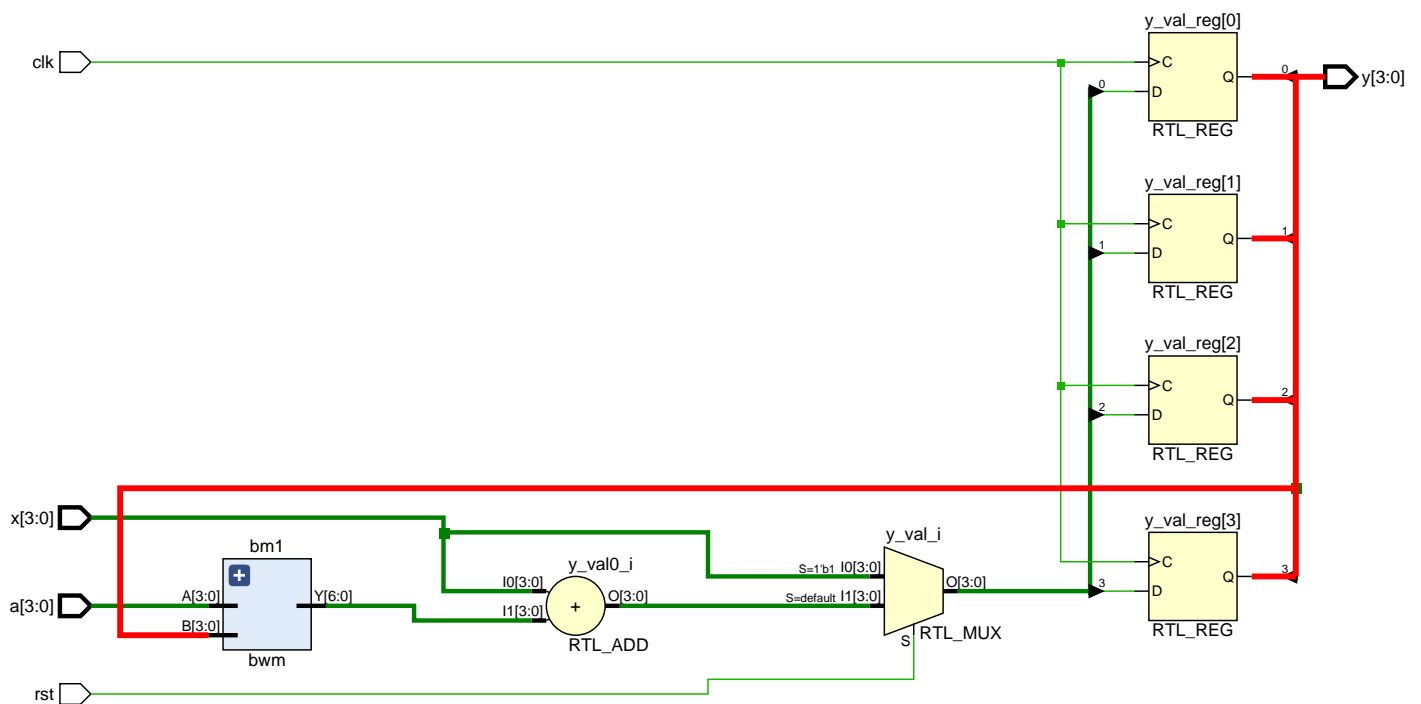 clk
y_val_reg[0]
C
D
Q
RTL_REG
0
0
y[3:0]
y_val_reg[1]
C
D
Q
RTL_REG
1
1
y_val_reg[2]
C
D
Q
RTL_REG
2
2
y_val_reg[3]
C
D
Q
RTL_REG
3
3
x[3:0]
a[3:0]
rst
bm1
+
A[3:0]
B[3:0]
Y[6:0]
bwm
y_val0_i
I0[3:0]
I1[3:0]
+
O[3:0]
RTL_ADD
y_val_i
S=1'b1 I0[3:0]
S=default I1[3:0]
O[3:0]
S
RTL_MUX